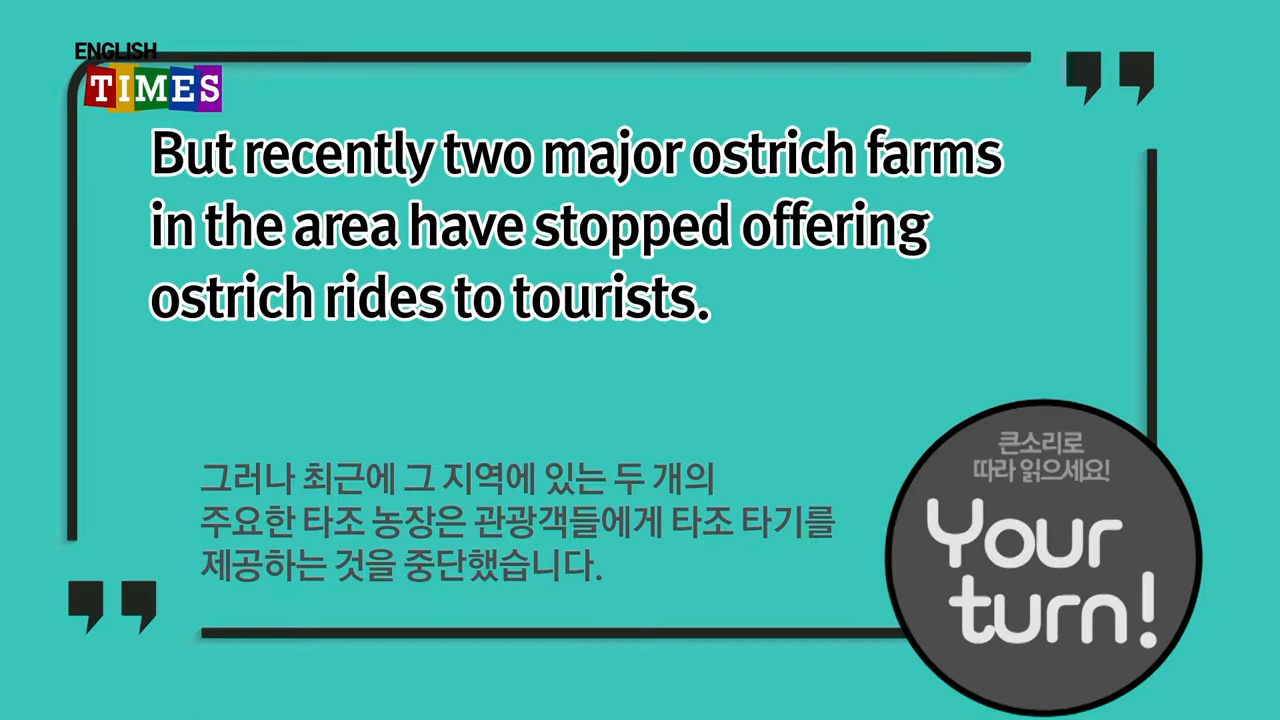 ENGLISH
TIMES
But recently two major ostrich farms
in the area have stopped offering
ostrich rides to tourists.
그러나 최근에 그 지역에 있는 두 개의
주요한 타조 농장은 관광객들에게 타조 타기를
제공하는 것을 중단했습니다.
큰소리로
따라 읽으세요!
Your
turn!